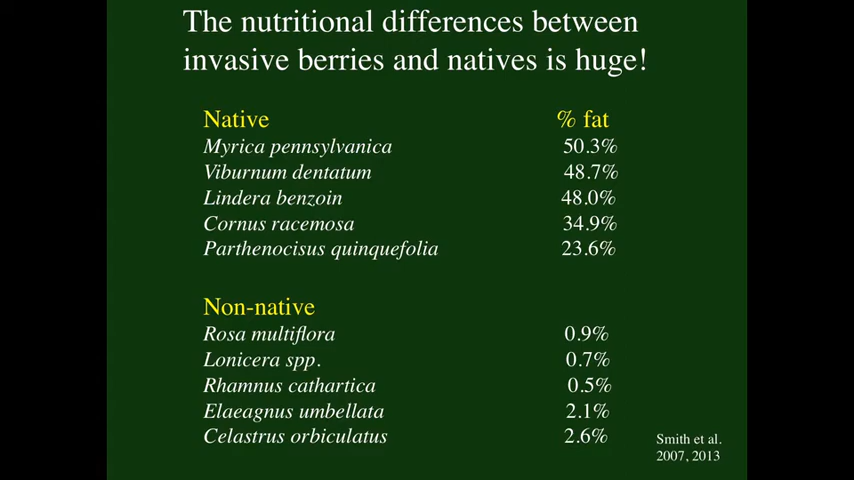 The nutritional differences between
invasive berries and natives is huge!
Native % fat
Myrica pennsylvanica 50.3%
Viburnum dentatum 48.7%
Lindera benzoin 48.0%
Cornus racemosa 34.9%
Parthenocisus quinquefolia 23.6%
Non-native
Rosa multiflora 0.9%
Lonicera spp. 0.7%
Rhamnus cathartica 0.5%
Elaeagnus umbellata 2.1%
Celastrus orbiculatus 2.6%
Smith et al.
2007, 2013